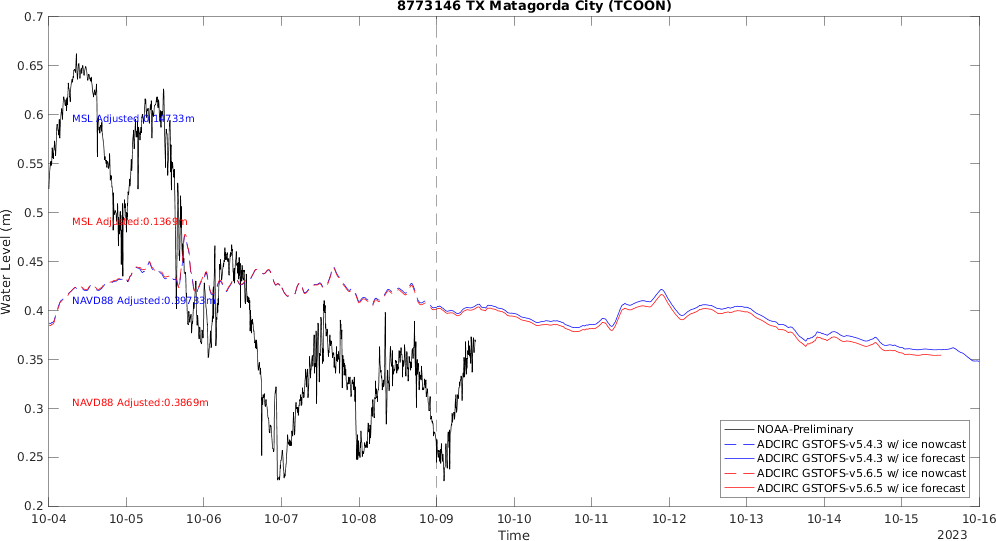 8773146 TX Matagorda City (TCOON)
0.7
0.65
0.6
0.55
0.5
0.45
0.4
0.35
0.3
0.25
0.2
Water Level (m)
MSL Adjusted:0.14733m
MSL Adjusted:0.1369m
NAVD88 Adjusted:0.39733m
NAVD88 Adjusted:0.3869m
NOAA-Preliminary
ADCIRC GSTOFS-v5.4.3 w/ ice nowcast
ADCIRC GSTOFS-v5.4.3 w/ ice forecast
ADCIRC GSTOFS-v5.6.5 w/ ice nowcast
ADCIRC GSTOFS-v5.6.5 w/ ice forecast
10-04 10-05 10-06 10-07 10-08 10-09 10-10 10-11 10-12 10-13 10-14 10-15 10-16
Time
2023